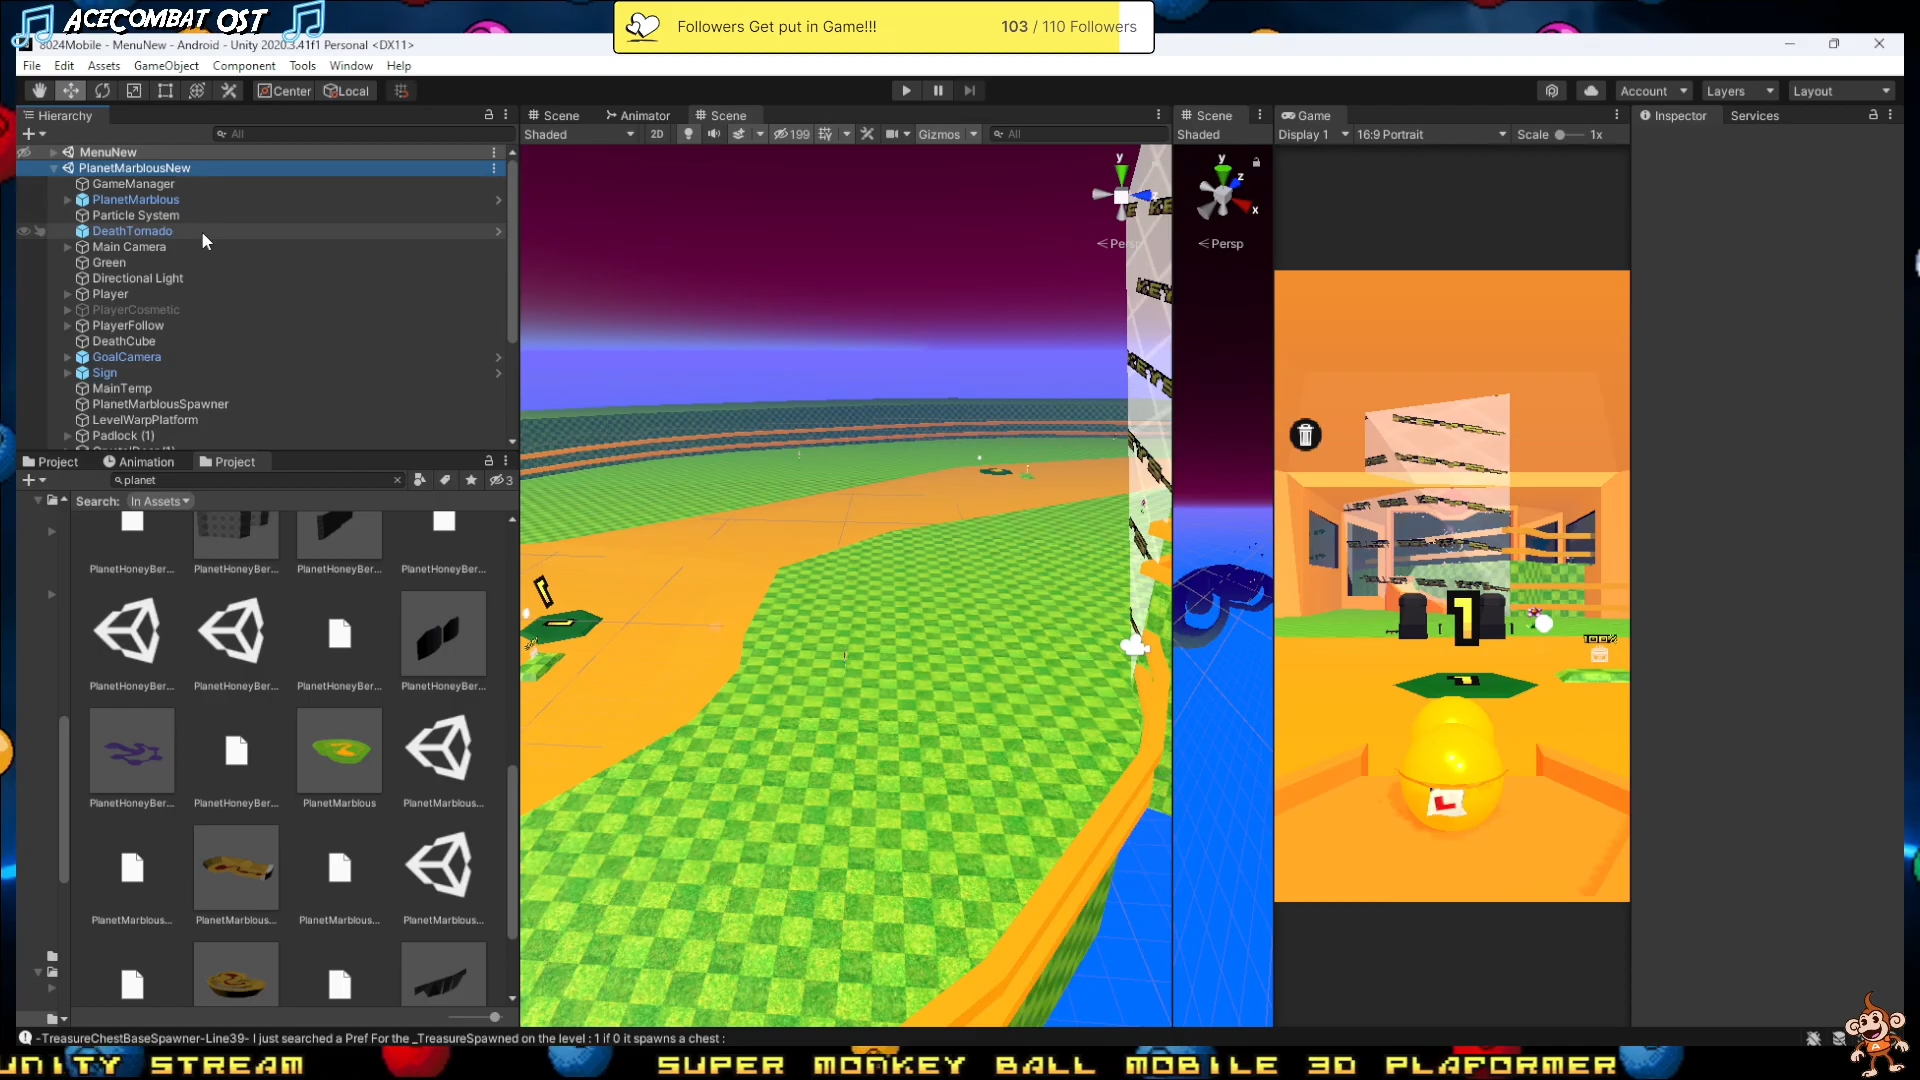 ACECOMBAT OST
Followers Get put in Game!!!
103 / 110 Followers
8024Mobile - MenuNew - Android - Unity 2020.3.41f1 Personal <DX11>
File Edit Assets GameObject Component Tools Window Help
Center Local
Account Layers Layout
Hierarchy
All
MenuNew
PlanetMarblousNew
GameManager
PlanetMarblous
Particle System
DeathTornado
Main Camera
Green
Directional Light
Player
PlayerCosmetic
PlayerFollow
DeathCube
GoalCamera
Sign
MainTemp
PlanetMarblousSpawner
LevelWarpPlatform
Padlock (1)
Scene Animator Scene
Shaded 2D 199 Gizmos All
y
Persp
Scene
Shaded
y
z
x
Persp
Game
Display 1 16:9 Portrait Scale 1x
1
100%
L
Inspector Services
Project Animation Project
planet
3
Search: In Assets
PlanetHoneyBer... PlanetHoneyBer... PlanetHoneyBer... PlanetHoneyBer...
PlanetHoneyBer... PlanetHoneyBer... PlanetHoneyBer... PlanetHoneyBer...
PlanetHoneyBer... PlanetHoneyBer... PlanetMarblous PlanetMarblous...
PlanetMarblous... PlanetMarblous... PlanetMarblous... PlanetMarblous...
-TreasureChestBaseSpawner-Line39- I just searched a Pref For the _TreasureSpawned on the level : 1 if 0 it spawns a chest :
UNITY STREAM
SUPER MONKEY BALL MOBILE 3D PLAFORMER